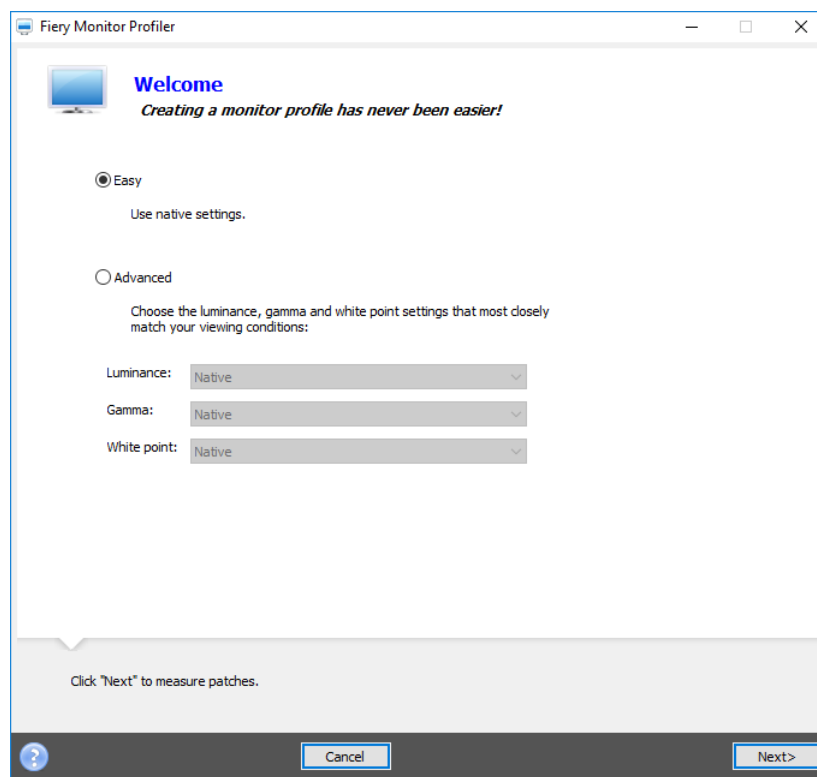 Fiery Monitor Profiler
Welcome
Creating a monitor profile has never been easier!
Easy
Use native settings.
Advanced
Choose the luminance, gamma and white point settings that most closely
match your viewing conditions:
Luminance: Native
Gamma: Native
White point: Native
Click "Next" to measure patches.
? Cancel Next>